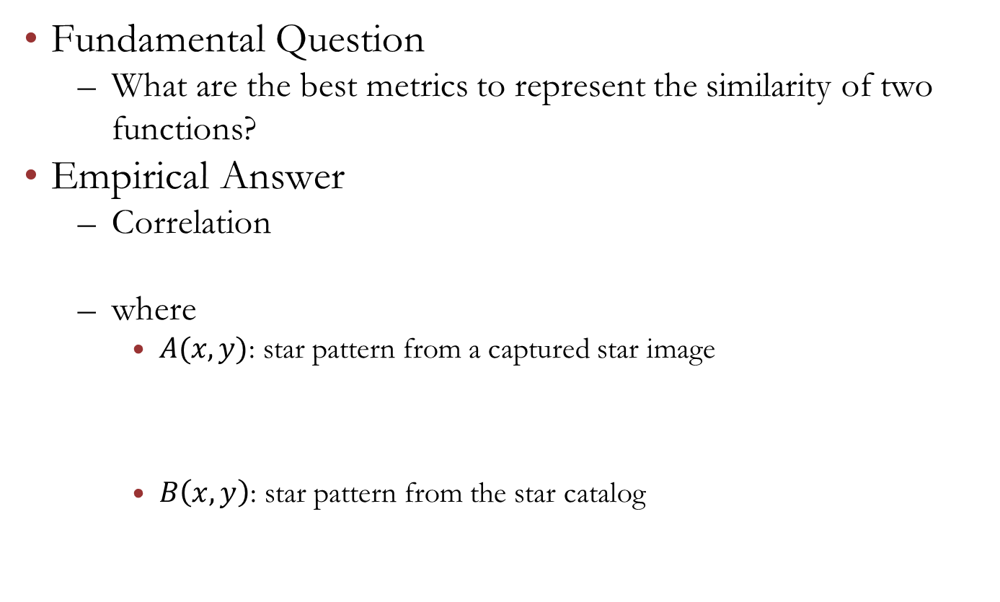 • Fundamental Question
– What are the best metrics to represent the similarity of two
functions?
• Empirical Answer
– Correlation
– where
• A(x, y): star pattern from a captured star image
• B(x, y): star pattern from the star catalog